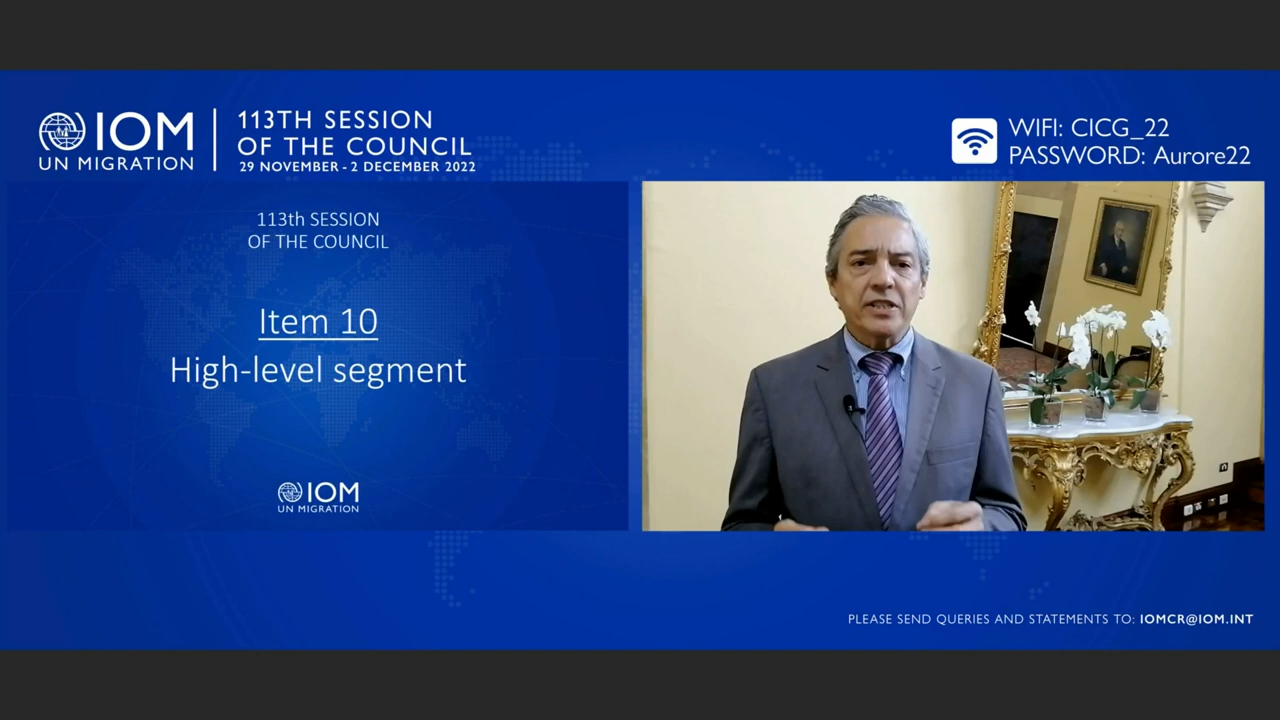 IOM
UN MIGRATION
113TH SESSION
OF THE COUNCIL
29 NOVEMBER - 2 DECEMBER 2022
WIFI: CICG_22
PASSWORD: Aurore22
113th SESSION
OF THE COUNCIL
Item 10
High-level segment
IOM
UN MIGRATION
PLEASE SEND QUERIES AND STATEMENTS TO: IOMCR@IOM.INT